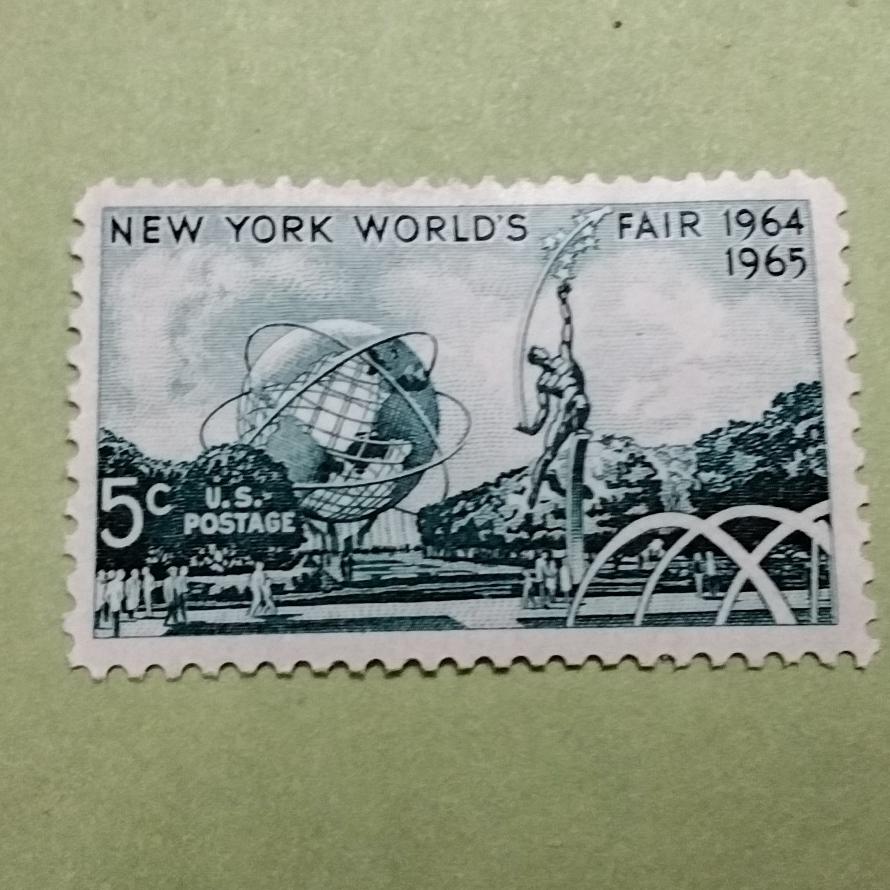 NEW YORK WORLD'S FAIR 1964
1965
5c
U.S.
POSTAGE